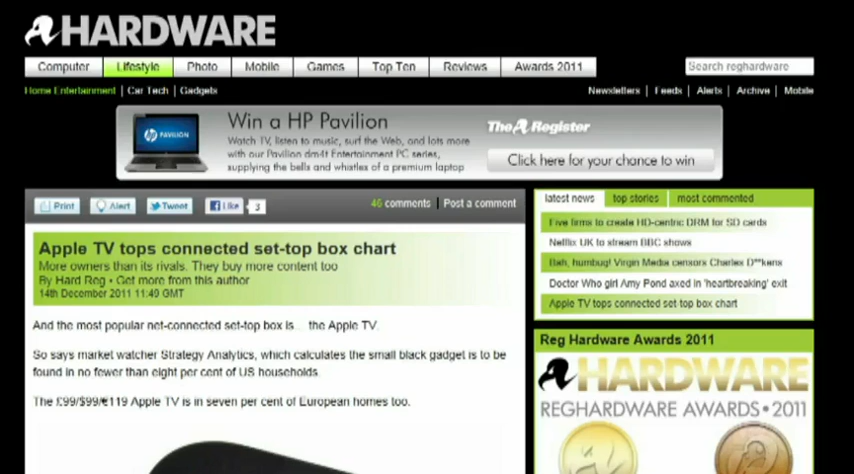 HARDWARE
Computer Lifestyle Photo Mobile Games Top Ten Reviews Awards 2011 Search reghardware
Home Entertainment | Car Tech | Gadgets Newsletters | Feeds | Alerts | Archive | Mobile
Win a HP Pavilion
Watch TV, listen to music, surf the Web, and lots more
with our Pavilion dm4t Entertainment PC series,
supplying the bells and whistles of a premium laptop
hp PAVILION
The Register
Click here for your chance to win
Print Alert Tweet Like 3 46 comments | Post a comment
Apple TV tops connected set-top box chart
More owners than its rivals. They buy more content too
By Hard Reg • Get more from this author
14th December 2011 11:49 GMT
And the most popular net-connected set-top box is... the Apple TV.
So says market watcher Strategy Analytics, which calculates the small black gadget is to be
found in no fewer than eight per cent of US households.
The £99/$99/€119 Apple TV is in seven per cent of European homes too.
latest news top stories most commented
Five firms to create HD-centric DRM for SD cards
Netflix UK to stream BBC shows
Bah, humbug! Virgin Media censors Charles D**kens
Doctor Who girl Amy Pond axed in 'heartbreaking' exit
Apple TV tops connected set-top box chart
Reg Hardware Awards 2011
HARDWARE
REGHARDWARE AWARDS • 2011